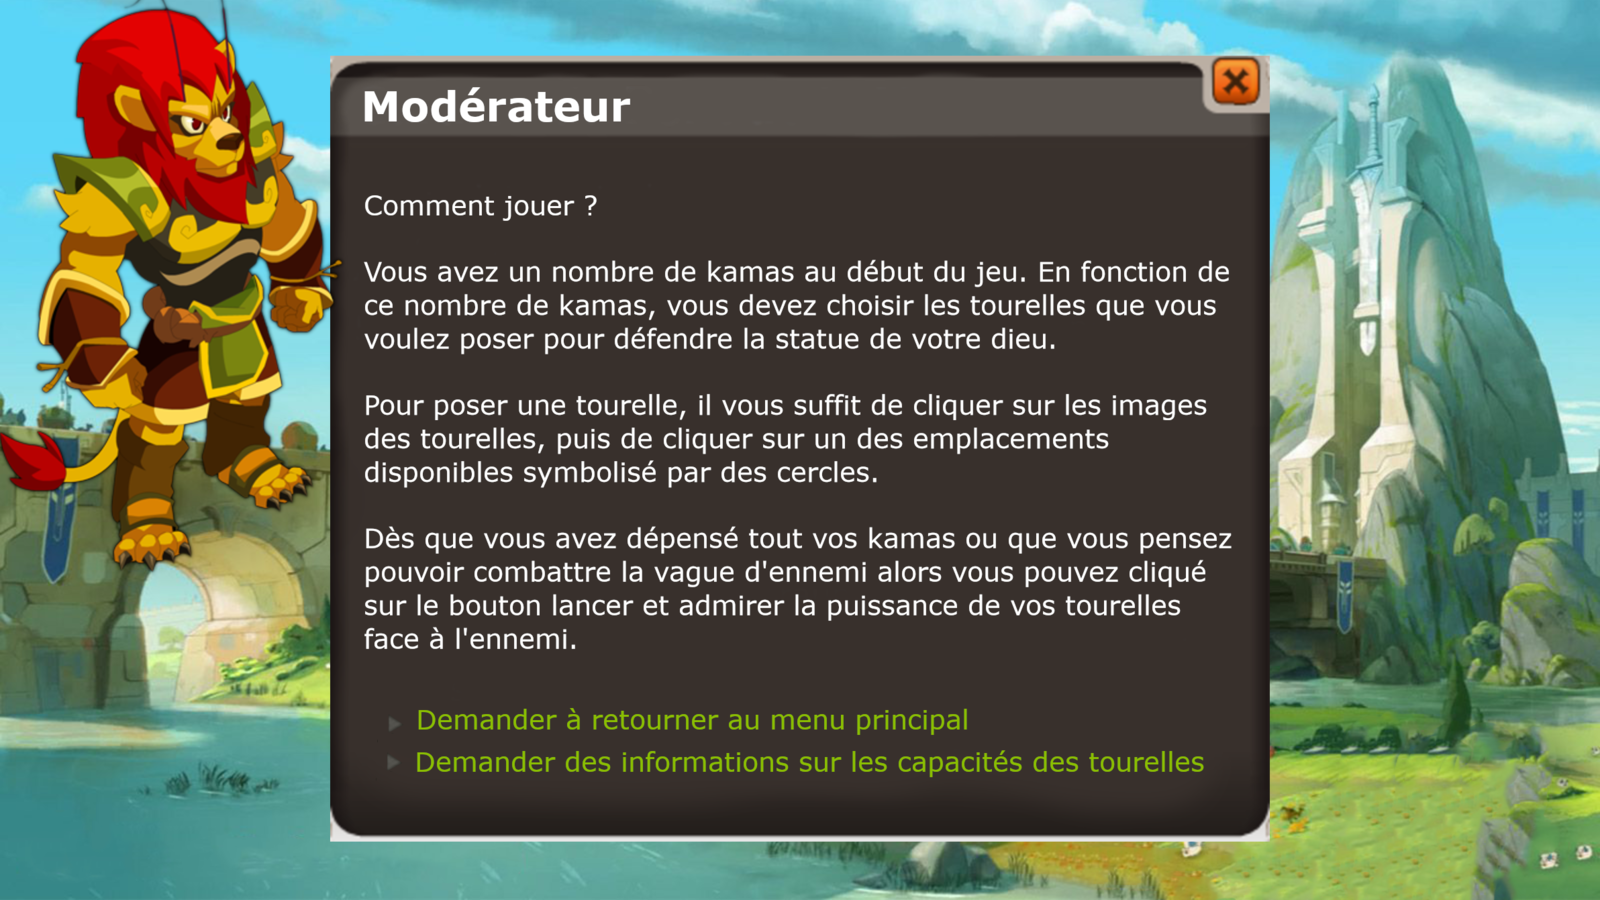 Modérateur
Comment jouer ?
Vous avez un nombre de kamas au début du jeu. En fonction de
ce nombre de kamas, vous devez choisir les tourelles que vous
voulez poser pour défendre la statue de votre dieu.
Pour poser une tourelle, il vous suffit de cliquer sur les images
des tourelles, puis de cliquer sur un des emplacements
disponibles symbolisé par des cercles.
Dès que vous avez dépensé tout vos kamas ou que vous pensez
pouvoir combattre la vague d'ennemi alors vous pouvez cliqué
sur le bouton lancer et admirer la puissance de vos tourelles
face à l'ennemi.
Demander à retourner au menu principal
Demander des informations sur les capacités des tourelles